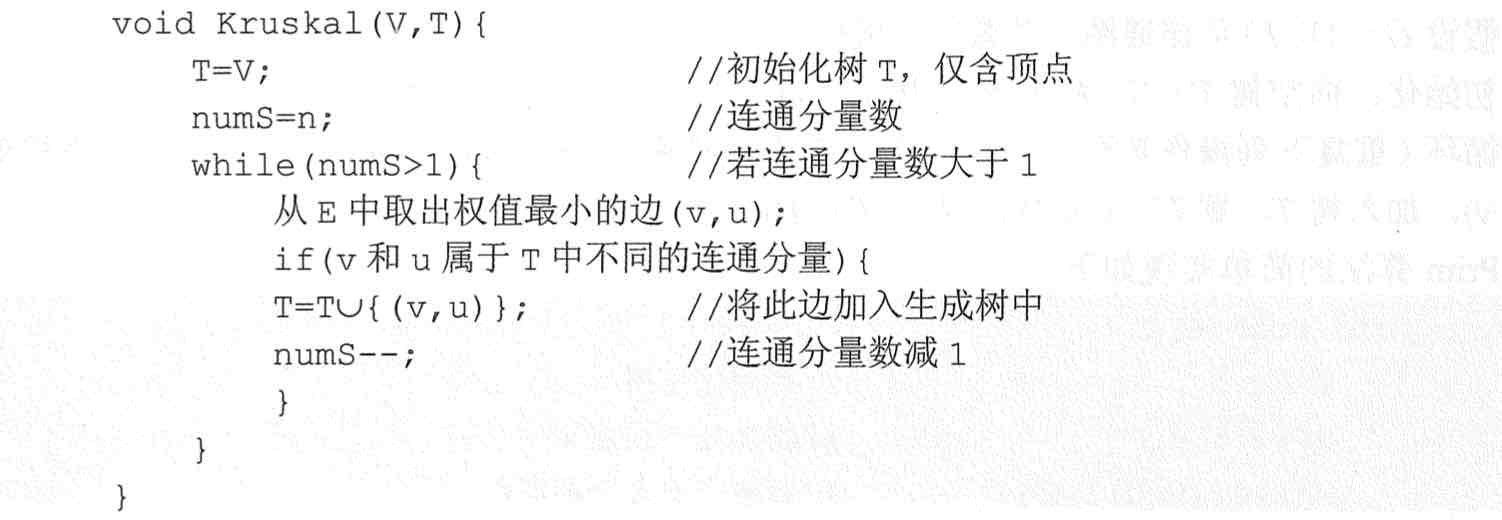 void Kruskal(V,T){
T=V; //初始化树 T，仅含顶点
numS=n; //连通分量数
while(numS>1){ //若连通分量数大于 1
从 E 中取出权值最小的边(v,u);
if(v 和 u 属于 T 中不同的连通分量){
T=T∪{(v,u)}; //将此边加入生成树中
numS--; //连通分量数减 1
}
}
}